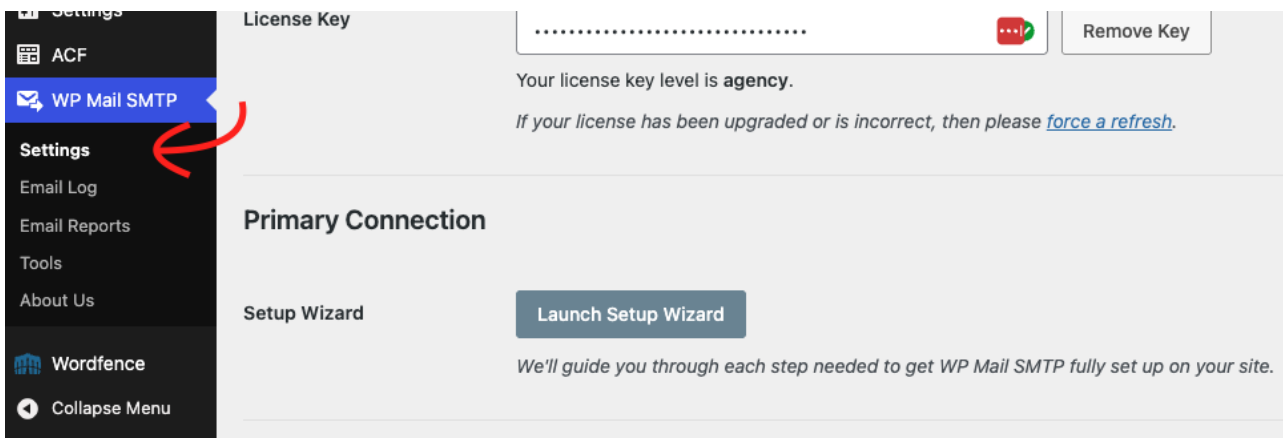 Settings
ACF
WP Mail SMTP
Settings
Email Log
Email Reports
Tools
About Us
Wordfence
Collapse Menu
License Key
Remove Key
Your license key level is agency.
If your license has been upgraded or is incorrect, then please force a refresh.
Primary Connection
Setup Wizard
Launch Setup Wizard
We'll guide you through each step needed to get WP Mail SMTP fully set up on your site.